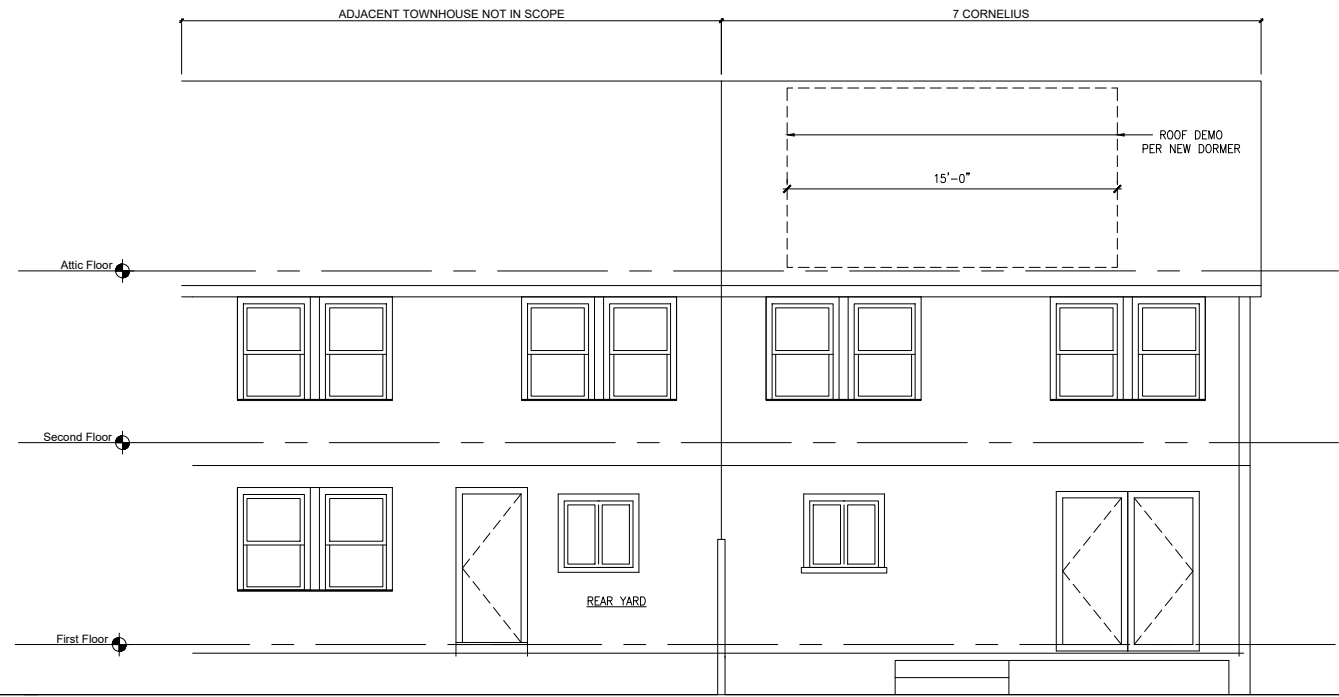 ADJACENT TOWNHOUSE NOT IN SCOPE
7 CORNELIUS
ROOF DEMO
PER NEW DORMER
15'-0"
Attic Floor
Second Floor
REAR YARD
First Floor